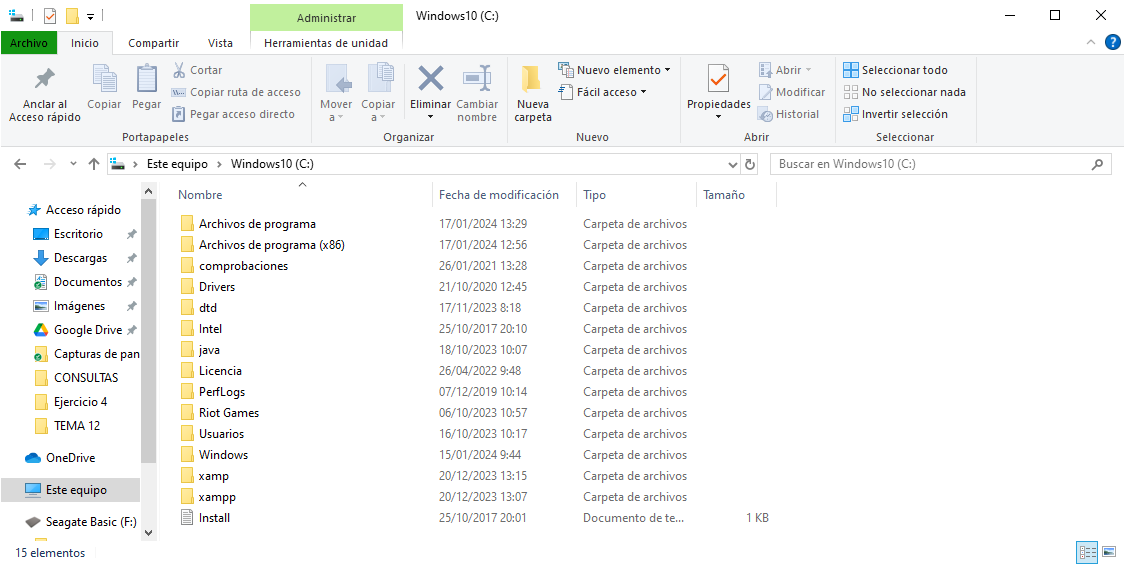 Administrar
Windows10 (C:)
Archivo Inicio Compartir Vista Herramientas de unidad
Anclar al Acceso rápido
Copiar
Pegar
Cortar
Copiar ruta de acceso
Pegar acceso directo
Portapapeles
Mover a
Copiar a
Eliminar
Cambiar nombre
Organizar
Nueva carpeta
Nuevo elemento
Fácil acceso
Nuevo
Propiedades
Abrir
Modificar
Historial
Abrir
Seleccionar todo
No seleccionar nada
Invertir selección
Seleccionar
Este equipo > Windows10 (C:)
Buscar en Windows10 (C:)
Acceso rápido
Escritorio
Descargas
Documentos
Imágenes
Google Drive
Capturas de pan
CONSULTAS
Ejercicio 4
TEMA 12
OneDrive
Este equipo
Seagate Basic (F:)
Nombre Fecha de modificación Tipo Tamaño
Archivos de programa 17/01/2024 13:29 Carpeta de archivos
Archivos de programa (x86) 17/01/2024 12:56 Carpeta de archivos
comprobaciones 26/01/2021 13:28 Carpeta de archivos
Drivers 21/10/2020 12:45 Carpeta de archivos
dtd 17/11/2023 8:18 Carpeta de archivos
Intel 25/10/2017 20:10 Carpeta de archivos
java 18/10/2023 10:07 Carpeta de archivos
Licencia 26/04/2022 9:48 Carpeta de archivos
PerfLogs 07/12/2019 10:14 Carpeta de archivos
Riot Games 06/10/2023 10:57 Carpeta de archivos
Usuarios 16/10/2023 10:17 Carpeta de archivos
Windows 15/01/2024 9:44 Carpeta de archivos
xamp 20/12/2023 13:15 Carpeta de archivos
xampp 20/12/2023 13:07 Carpeta de archivos
Install 25/10/2017 20:01 Documento de te... 1 KB
15 elementos